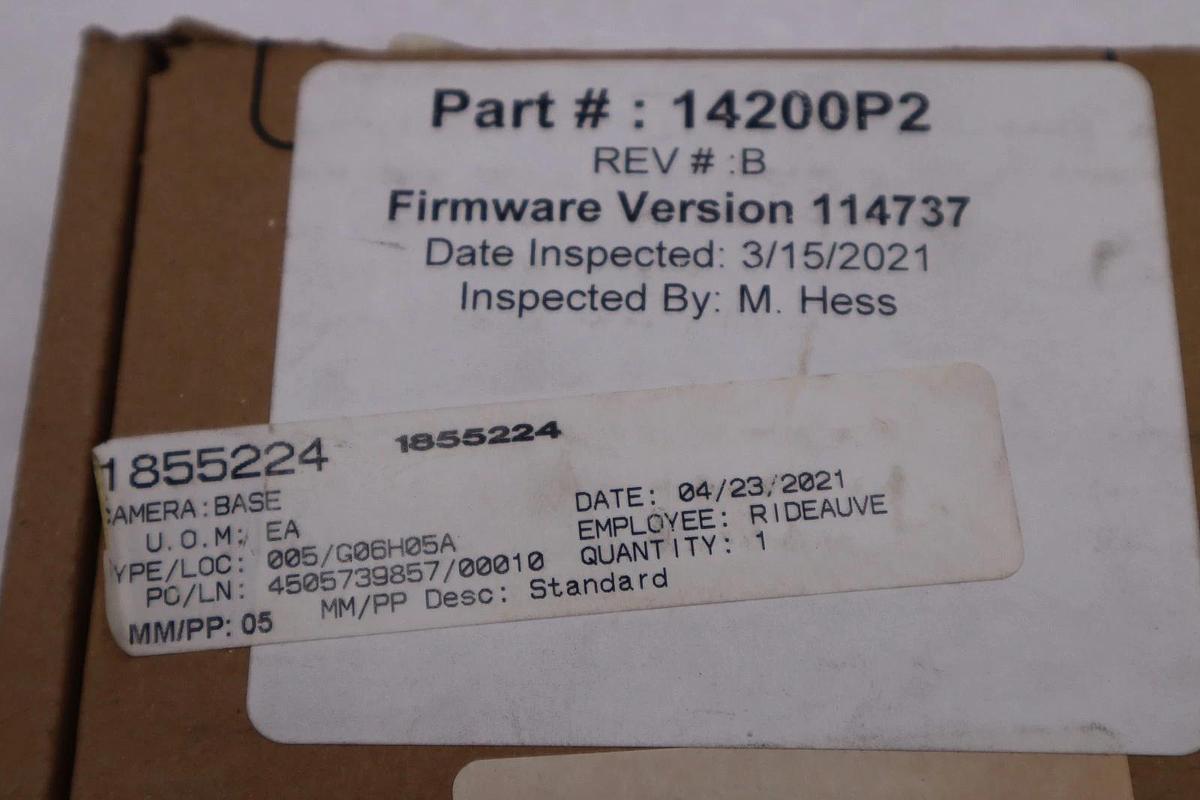 Part # : 14200P2
REV # :B
Firmware Version 114737
Date Inspected: 3/15/2021
Inspected By: M. Hess
1855224 1855224
CAMERA:BASE
U.O.M: EA
TYPE/LOC: 005/G06H05A
PO/LN: 4505739857/00010
MM/PP: 05 MM/PP Desc: Standard
DATE: 04/23/2021
EMPLOYEE: RIDEAUVE
QUANTITY: 1